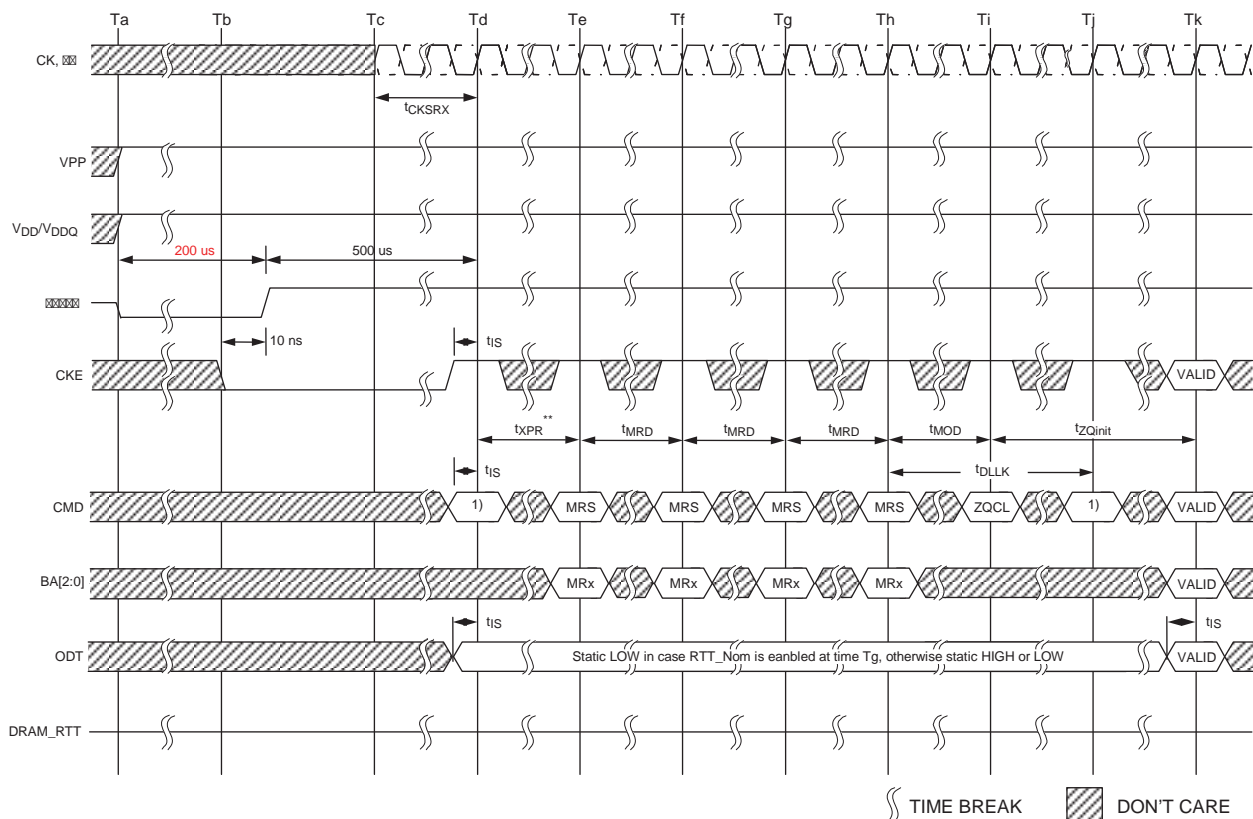 Ta Tb Tc Td Te Tf Tg Th Ti Tj Tk
CK,
tCKSRX
VPP
VDD/VDDQ
200 us 500 us
10 ns tIS
CKE VALID
tXPR** tMRD tMRD tMRD tMOD tZQinit
tIS tDLLK
CMD 1) MRS MRS MRS MRS ZQCL 1) VALID
BA[2:0] MRx MRx MRx MRx VALID
tIS tIS
ODT Static LOW in case RTT_Nom is eanbled at time Tg, otherwise static HIGH or LOW VALID
DRAM_RTT
TIME BREAK DON'T CARE